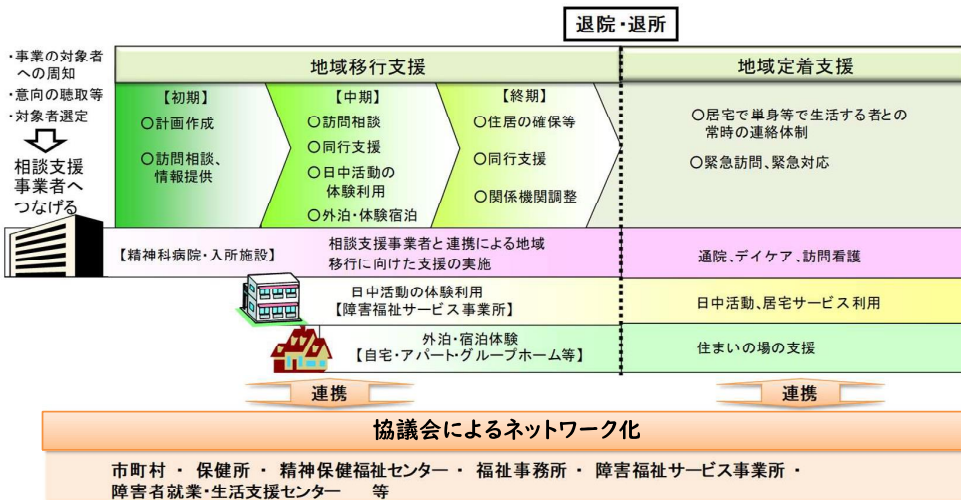 退院・退所
・事業の対象者
への周知
・意向の聴取等
・対象者選定
相談支援
事業者へ
つなげる
地域移行支援
地域定着支援
【初期】
○計画作成
○訪問相談、
情報提供
【中期】
○訪問相談
○同行支援
○日中活動の
体験利用
○外泊・体験宿泊
【終期】
○住居の確保等
○同行支援
○関係機関調整
○居宅で単身等で生活する者との
常時の連絡体制
○緊急訪問、緊急対応
【精神科病院・入所施設】
相談支援事業者と連携による地域
移行に向けた支援の実施
通院、デイケア、訪問看護
日中活動の体験利用
【障害福祉サービス事業所】
日中活動、居宅サービス利用
外泊・宿泊体験
【自宅・アパート・グループホーム等】
住まいの場の支援
連携
連携
協議会によるネットワーク化
市町村 ・ 保健所 ・ 精神保健福祉センター ・ 福祉事務所 ・ 障害福祉サービス事業所 ・
障害者就業・生活支援センター 等